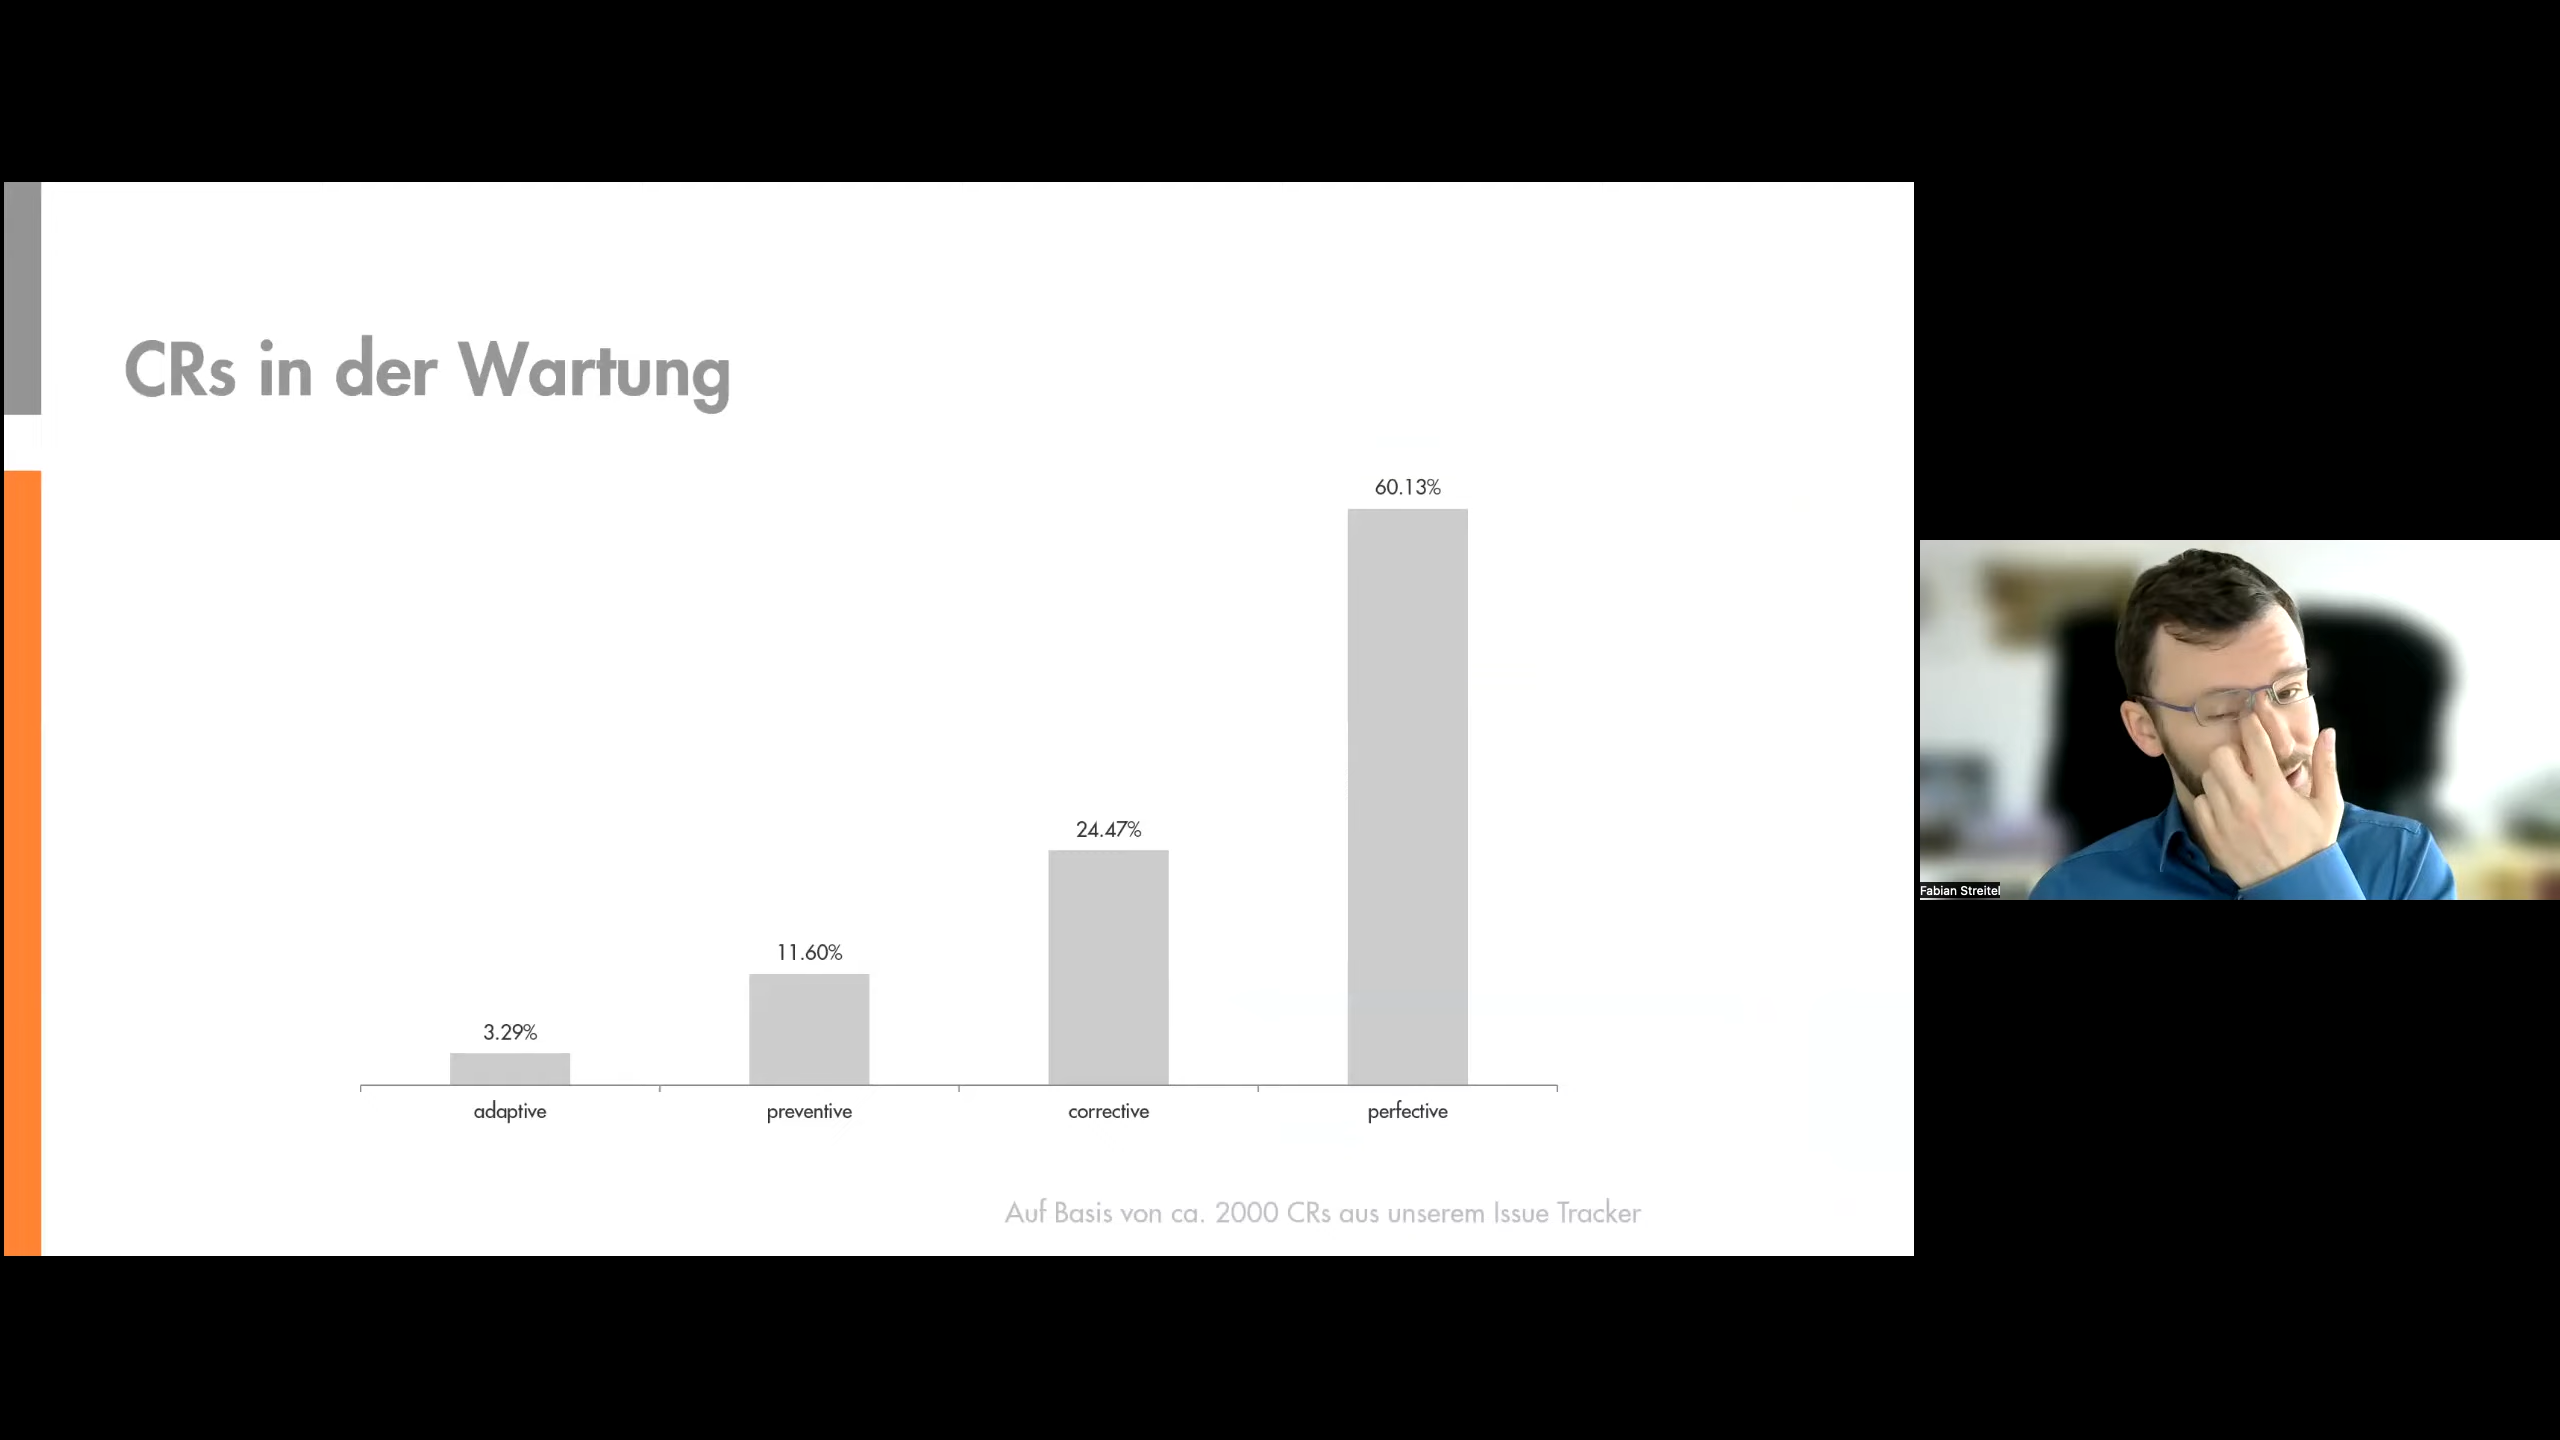 CRs in der Wartung
60.13%
24.47%
11.60%
3.29%
adaptive
preventive
corrective
perfective
Auf Basis von ca. 2000 CRs aus unserem Issue Tracker
Fabian Streitel